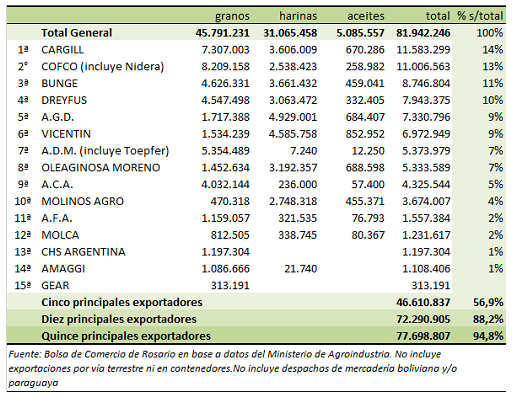 granos harinas aceites total % s/total
Total General 45.791.231 31.065.458 5.085.557 81.942.246 100%
1ª CARGILL 7.307.003 3.606.009 670.286 11.583.299 14%
2° COFCO (incluye Nidera) 8.209.158 2.538.423 258.982 11.006.563 13%
3ª BUNGE 4.626.331 3.661.432 459.041 8.746.804 11%
4ª DREYFUS 4.547.498 3.063.472 332.405 7.943.375 10%
5ª A.G.D. 1.717.388 4.929.001 684.407 7.330.796 9%
6ª VICENTIN 1.534.239 4.585.758 852.952 6.972.949 9%
7ª A.D.M. (incluye Toepfer) 5.354.489 7.240 12.250 5.373.979 7%
8ª OLEAGINOSA MORENO 1.452.634 3.192.357 688.598 5.333.589 7%
9ª A.C.A. 4.032.144 236.000 57.400 4.325.544 5%
10ª MOLINOS AGRO 470.318 2.748.318 455.371 3.674.007 4%
11ª A.F.A. 1.159.057 321.535 76.793 1.557.384 2%
12ª MOLCA 812.505 338.745 80.367 1.231.617 2%
13ª CHS ARGENTINA 1.197.304 1.197.304 1%
14ª AMAGGI 1.086.666 21.740 1.108.406 1%
15ª GEAR 313.191 313.191
Cinco principales exportadores 46.610.837 56,9%
Diez principales exportadores 72.290.905 88,2%
Quince principales exportadores 77.698.807 94,8%
Fuente: Bolsa de Comercio de Rosario en base a datos del Ministerio de Agroindustria. No incluye
exportaciones por vía terrestre ni en contenedores.No incluye despachos de mercadería boliviana y/o
paraguaya